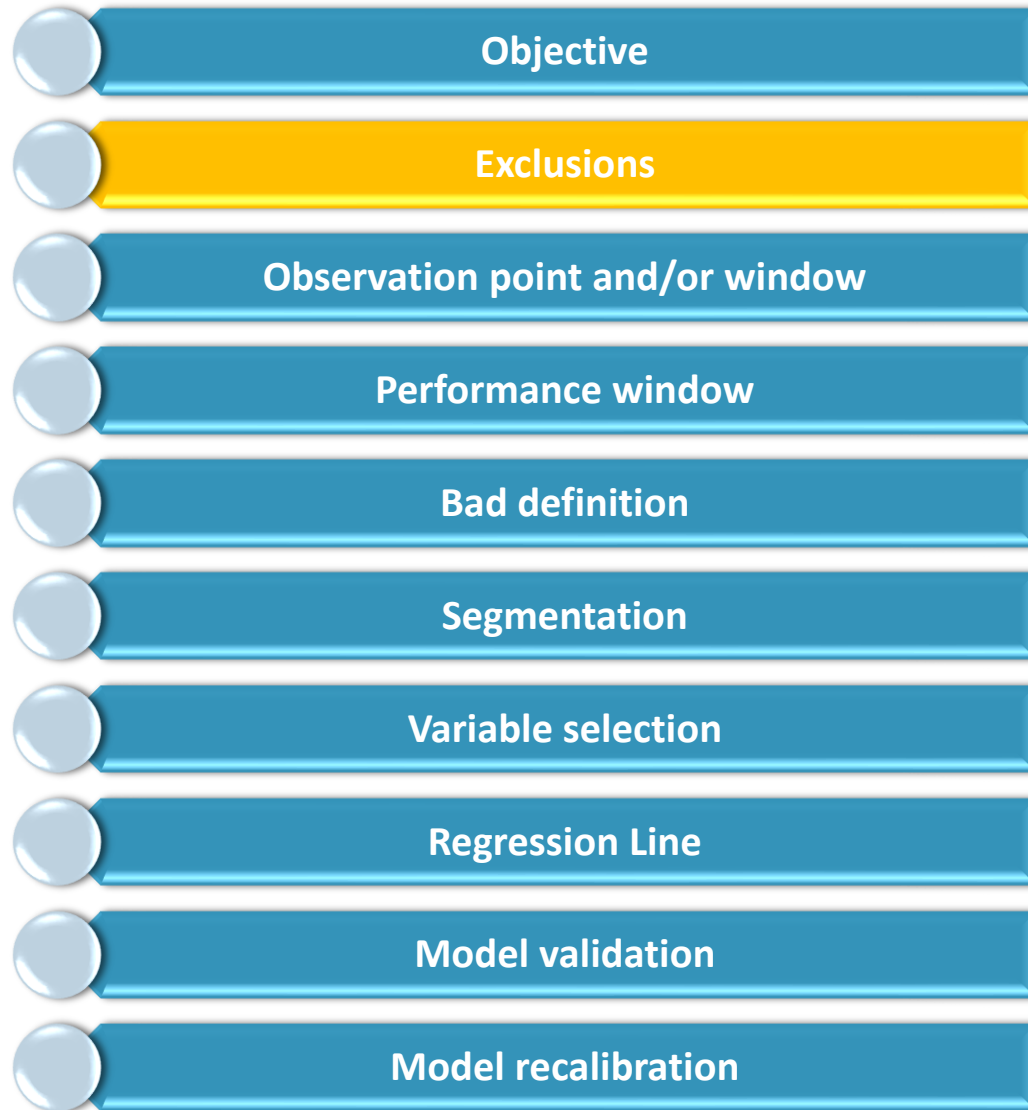 Objective
Exclusions
Observation point and/or window
Performance window
Bad definition
Segmentation
Variable selection
Regression Line
Model validation
Model recalibration